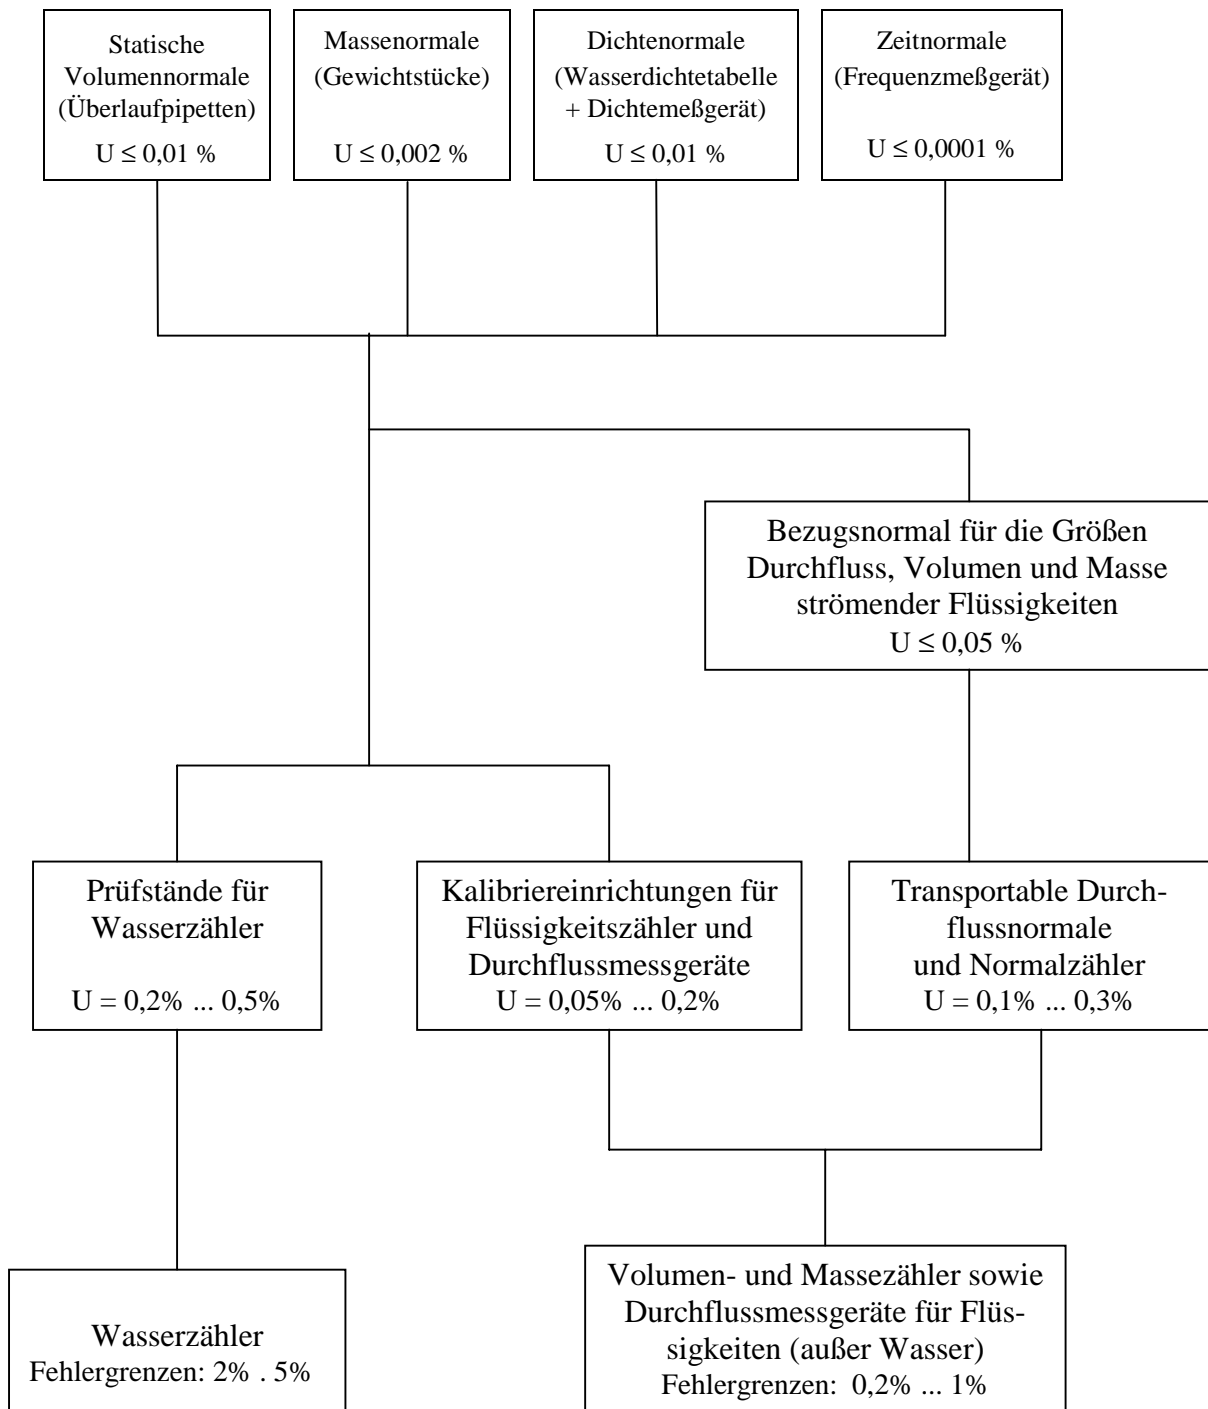 Statische
Volumennormale
(Überlaufpipetten)
U ≤ 0,01 %
Massenormale
(Gewichtstücke)
U ≤ 0,002 %
Dichtenormale
(Wasserdichtetabelle
+ Dichtemeßgerät)
U ≤ 0,01 %
Zeitnormale
(Frequenzmeßgerät)
U ≤ 0,0001 %
Bezugsnormal für die Größen
Durchfluss, Volumen und Masse
strömender Flüssigkeiten
U ≤ 0,05 %
Prüfstände für
Wasserzähler
U = 0,2% ... 0,5%
Kalibriereinrichtungen für
Flüssigkeitszähler und
Durchflussmessgeräte
U = 0,05% ... 0,2%
Transportable Durch-
flussnormale
und Normalzähler
U = 0,1% ... 0,3%
Wasserzähler
Fehlergrenzen: 2% . 5%
Volumen- und Massezähler sowie
Durchflussmessgeräte für Flüs-
sigkeiten (außer Wasser)
Fehlergrenzen: 0,2% ... 1%